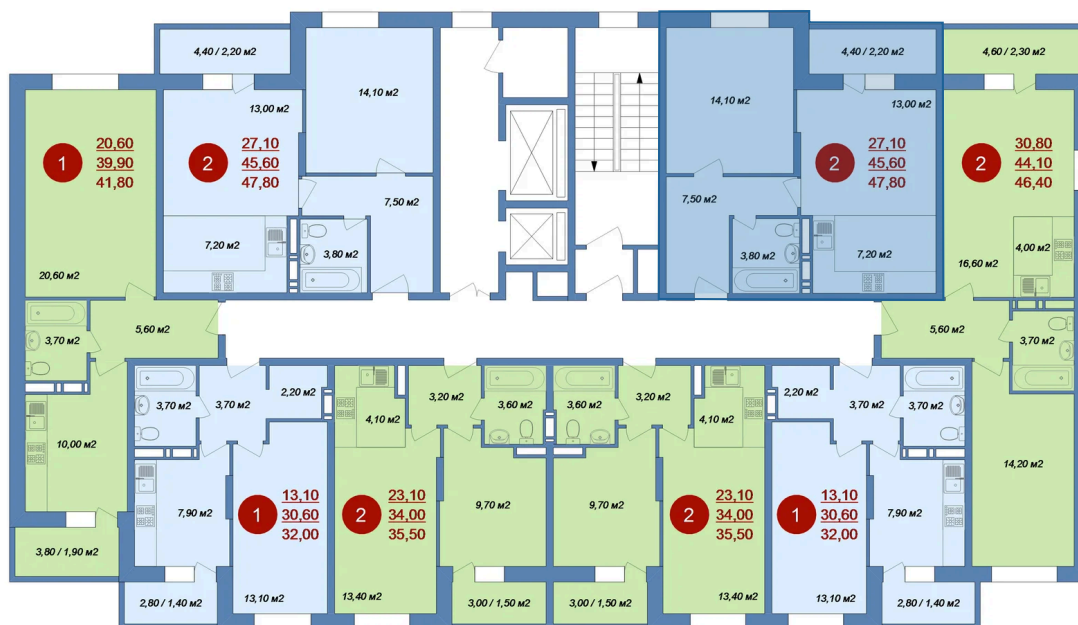 4,40 / 2,20 м2
14,10 м2
13,00 м2
1
20,60
39,90
41,80
2
27,10
45,60
47,80
7,50 м2
7,20 м2
3,80 м2
20,60 м2
4,40 / 2,20 м2
14,10 м2
13,00 м2
2
27,10
45,60
47,80
7,50 м2
3,80 м2
7,20 м2
4,60 / 2,30 м2
2
30,80
44,10
46,40
4,00 м2
16,60 м2
3,70 м2
5,60 м2
5,60 м2
3,70 м2
10,00 м2
3,80 / 1,90 м2
3,70 м2
3,70 м2
2,20 м2
7,90 м2
1
13,10
30,60
32,00
2,80 / 1,40 м2
13,10 м2
4,10 м2
3,20 м2
3,60 м2
2
23,10
34,00
35,50
9,70 м2
13,40 м2
3,00 / 1,50 м2
3,60 м2
3,20 м2
4,10 м2
9,70 м2
2
23,10
34,00
35,50
3,00 / 1,50 м2
13,40 м2
2,20 м2
3,70 м2
3,70 м2
1
13,10
30,60
32,00
7,90 м2
13,10 м2
2,80 / 1,40 м2
14,20 м2